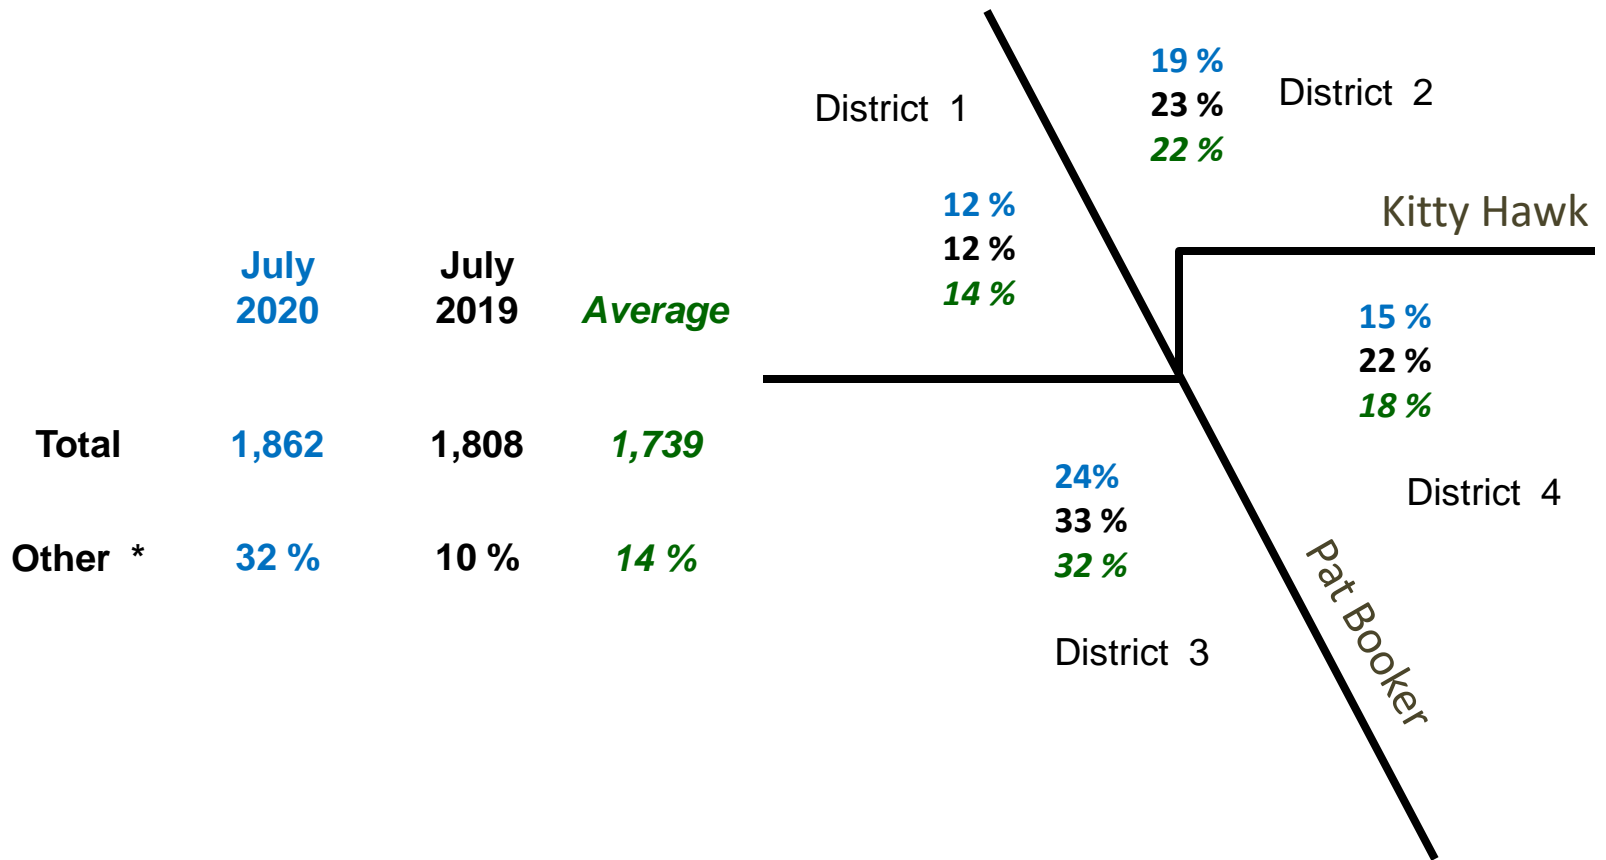 July 2020
July 2019
Average
Total 1,862 1,808 1,739
Other * 32 % 10 % 14 %
District 1
12 %
12 %
14 %
19 %
23 %
22 %
District 2
Kitty Hawk
15 %
22 %
18 %
District 4
24%
33 %
32 %
District 3
Pat Booker